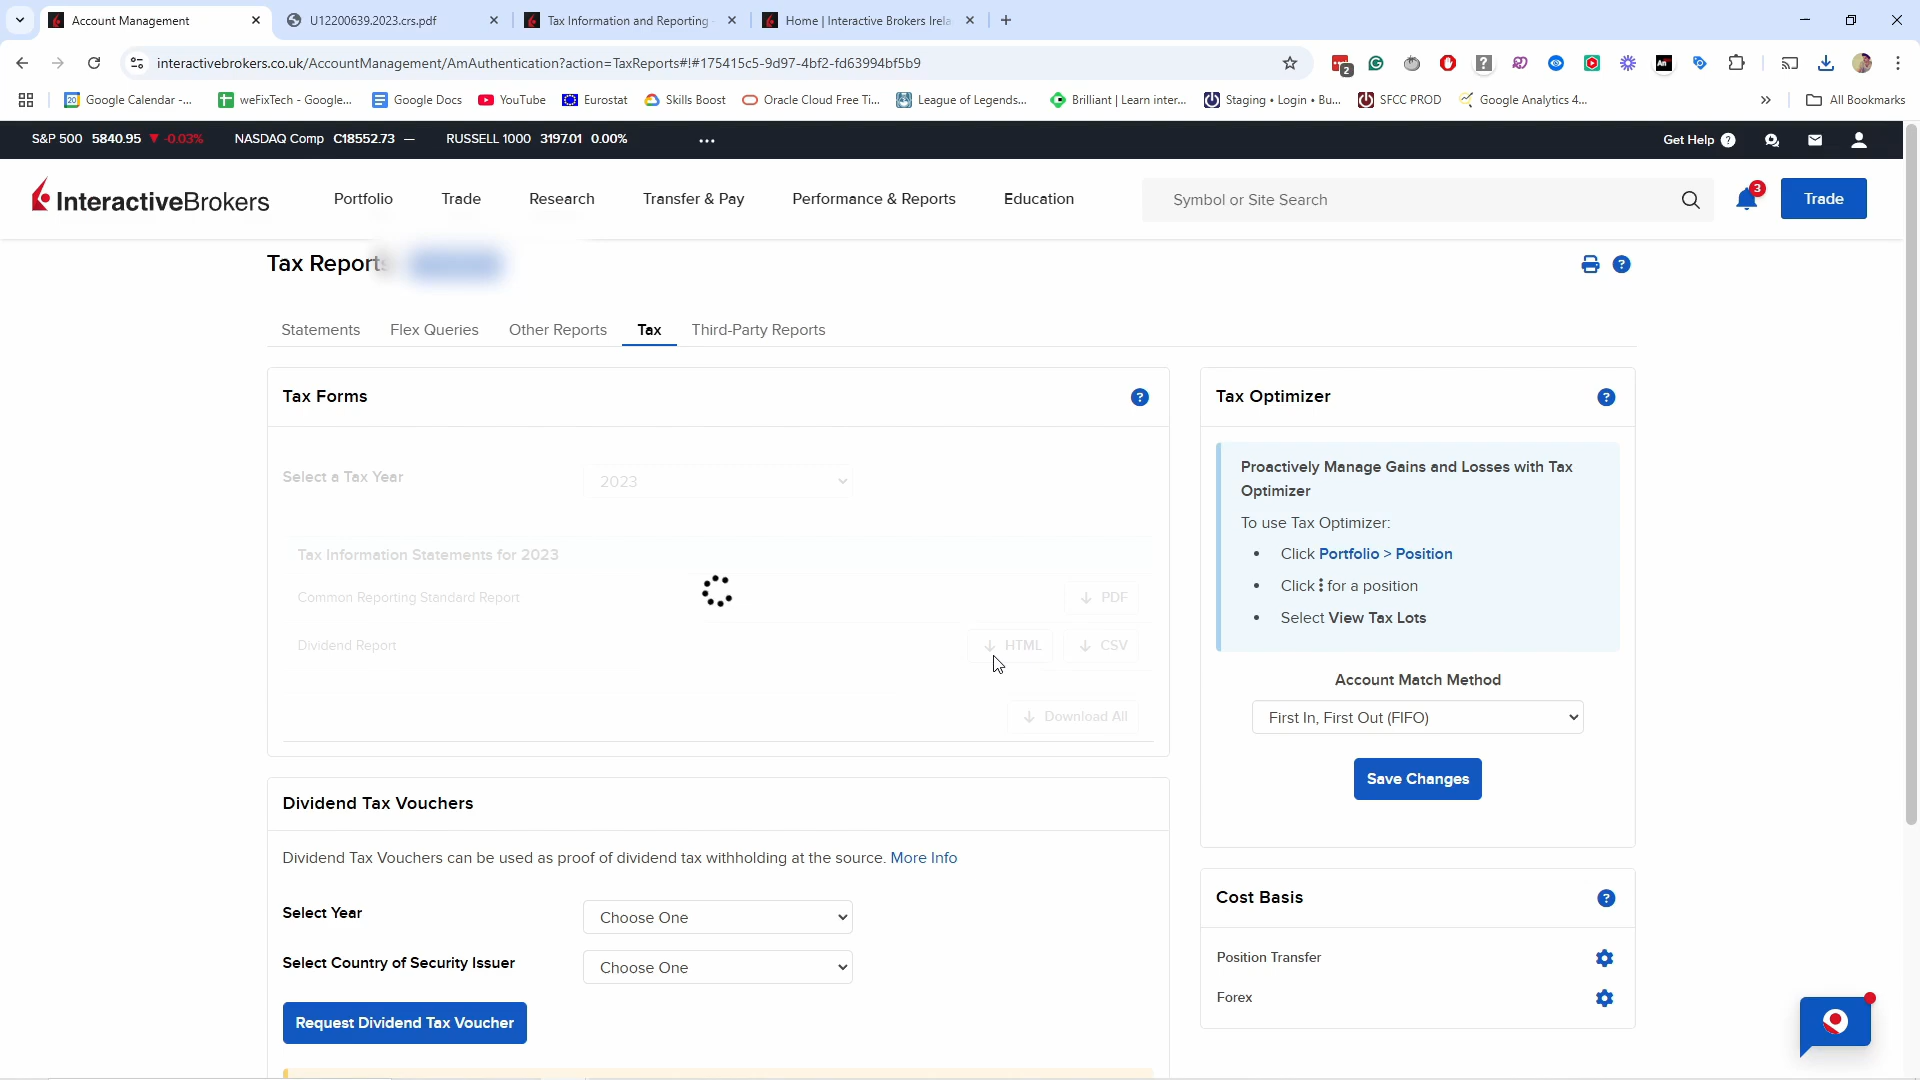 Account Management
U12200639.2023.crs.pdf
Tax Information and Reporting
Home | Interactive Brokers Irela
interactivebrokers.co.uk/AccountManagement/AmAuthentication?action=TaxReports#!#175415c5-9d97-4bf2-fd63994bf5b9
2
Google Calendar -...
weFixTech - Google...
Google Docs
YouTube
Eurostat
Skills Boost
Oracle Cloud Free Ti...
League of Legends...
Brilliant | Learn inter...
Staging • Login • Bu...
SFCC PROD
Google Analytics 4...
»
All Bookmarks
S&P 500 5840.95 ▼ -0.03%
NASDAQ Comp C18552.73 —
RUSSELL 1000 3197.01 0.00%
Get Help
InteractiveBrokers
Portfolio
Trade
Research
Transfer & Pay
Performance & Reports
Education
Symbol or Site Search
3
Trade
Tax Reports
Statements
Flex Queries
Other Reports
Tax
Third-Party Reports
Tax Forms
Select a Tax Year
2023
Tax Information Statements for 2023
Common Reporting Standard Report
PDF
Dividend Report
HTML
CSV
Download All
Dividend Tax Vouchers
Dividend Tax Vouchers can be used as proof of dividend tax withholding at the source. More Info
Select Year
Choose One
Select Country of Security Issuer
Choose One
Request Dividend Tax Voucher
Tax Optimizer
Proactively Manage Gains and Losses with Tax
Optimizer
To use Tax Optimizer:
• Click Portfolio > Position
• Click ⋮ for a position
• Select View Tax Lots
Account Match Method
First In, First Out (FIFO)
Save Changes
Cost Basis
Position Transfer
Forex